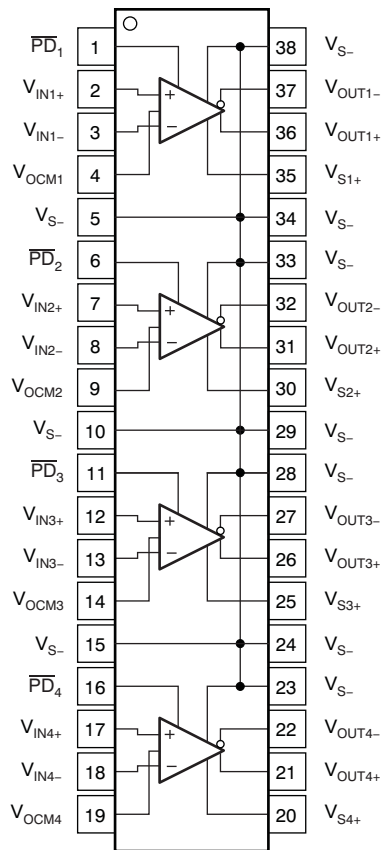 PD1 1 38 VS-
VIN1+ 2 + 37 VOUT1-
VIN1- 3 − 36 VOUT1+
VOCM1 4 35 VS1+
VS- 5 34 VS-
PD2 6 33 VS-
VIN2+ 7 + 32 VOUT2-
VIN2- 8 − 31 VOUT2+
VOCM2 9 30 VS2+
VS- 10 29 VS-
PD3 11 28 VS-
VIN3+ 12 + 27 VOUT3-
VIN3- 13 − 26 VOUT3+
VOCM3 14 25 VS3+
VS- 15 24 VS-
PD4 16 23 VS-
VIN4+ 17 + 22 VOUT4-
VIN4- 18 − 21 VOUT4+
VOCM4 19 20 VS4+